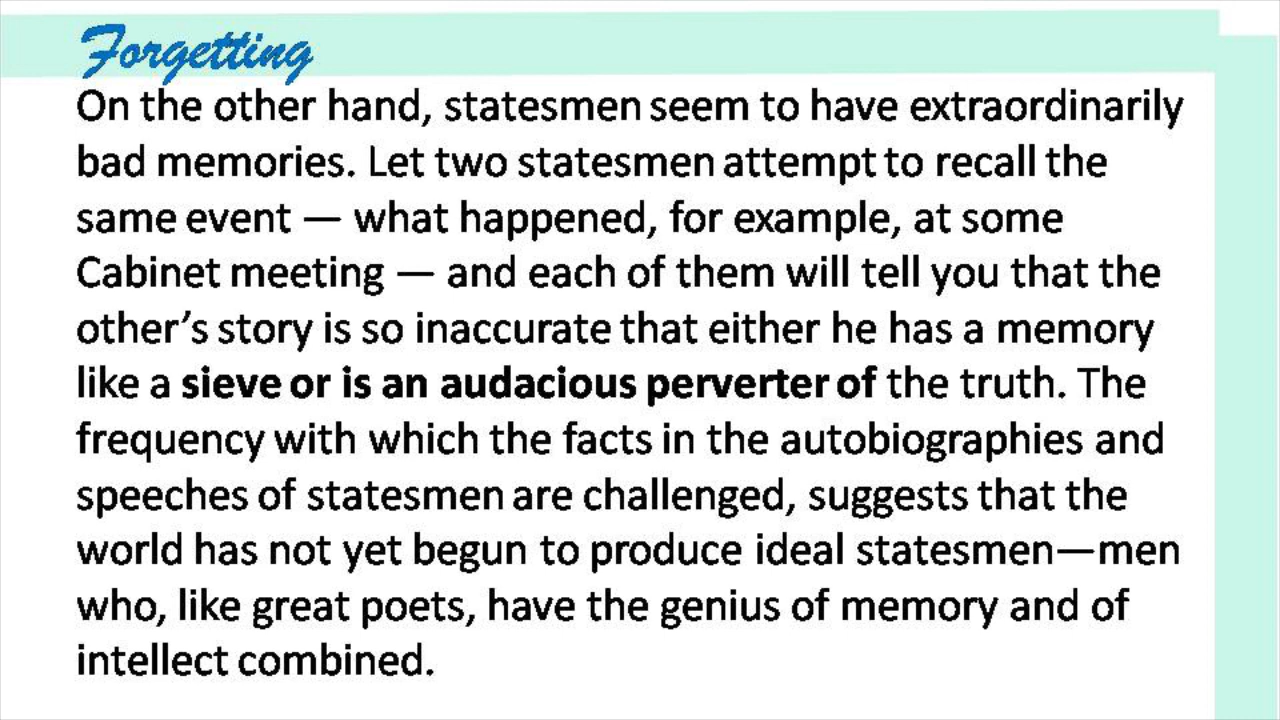 Forgetting
On the other hand, statesmen seem to have extraordinarily
bad memories. Let two statesmen attempt to recall the
same event — what happened, for example, at some
Cabinet meeting — and each of them will tell you that the
other’s story is so inaccurate that either he has a memory
like a sieve or is an audacious perverter of the truth. The
frequency with which the facts in the autobiographies and
speeches of statesmen are challenged, suggests that the
world has not yet begun to produce ideal statesmen—men
who, like great poets, have the genius of memory and of
intellect combined.